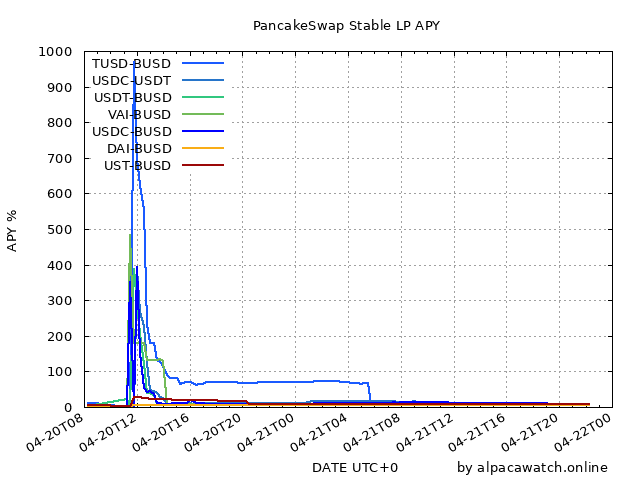 PancakeSwap Stable LP APY
1000
900
800
700
600
500
400
300
200
100
0
APY %
TUSD-BUSD
USDC-USDT
USDT-BUSD
VAI-BUSD
USDC-BUSD
DAI-BUSD
UST-BUSD
04-20T08 04-20T12 04-20T16 04-20T20 04-21T00 04-21T04 04-21T08 04-21T12 04-21T16 04-21T20 04-22T00
DATE UTC+0 by alpacawatch.online